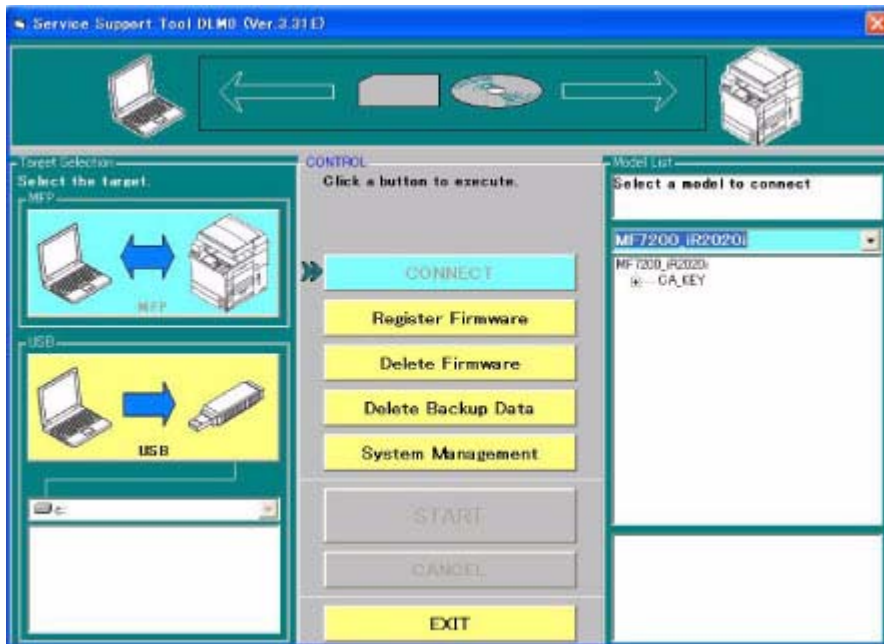 Service Support Tool DLM0 (Ver.3.31E)
Target Selection
Select the target.
MFP
MFP
USB
USB
e:
CONTROL
Click a button to execute.
CONNECT
Register Firmware
Delete Firmware
Delete Backup Data
System Management
START
CANCEL
EXIT
Model List
Select a model to connect
MF7200_iR2020i
MF7200_iR2020i
CA_KEY